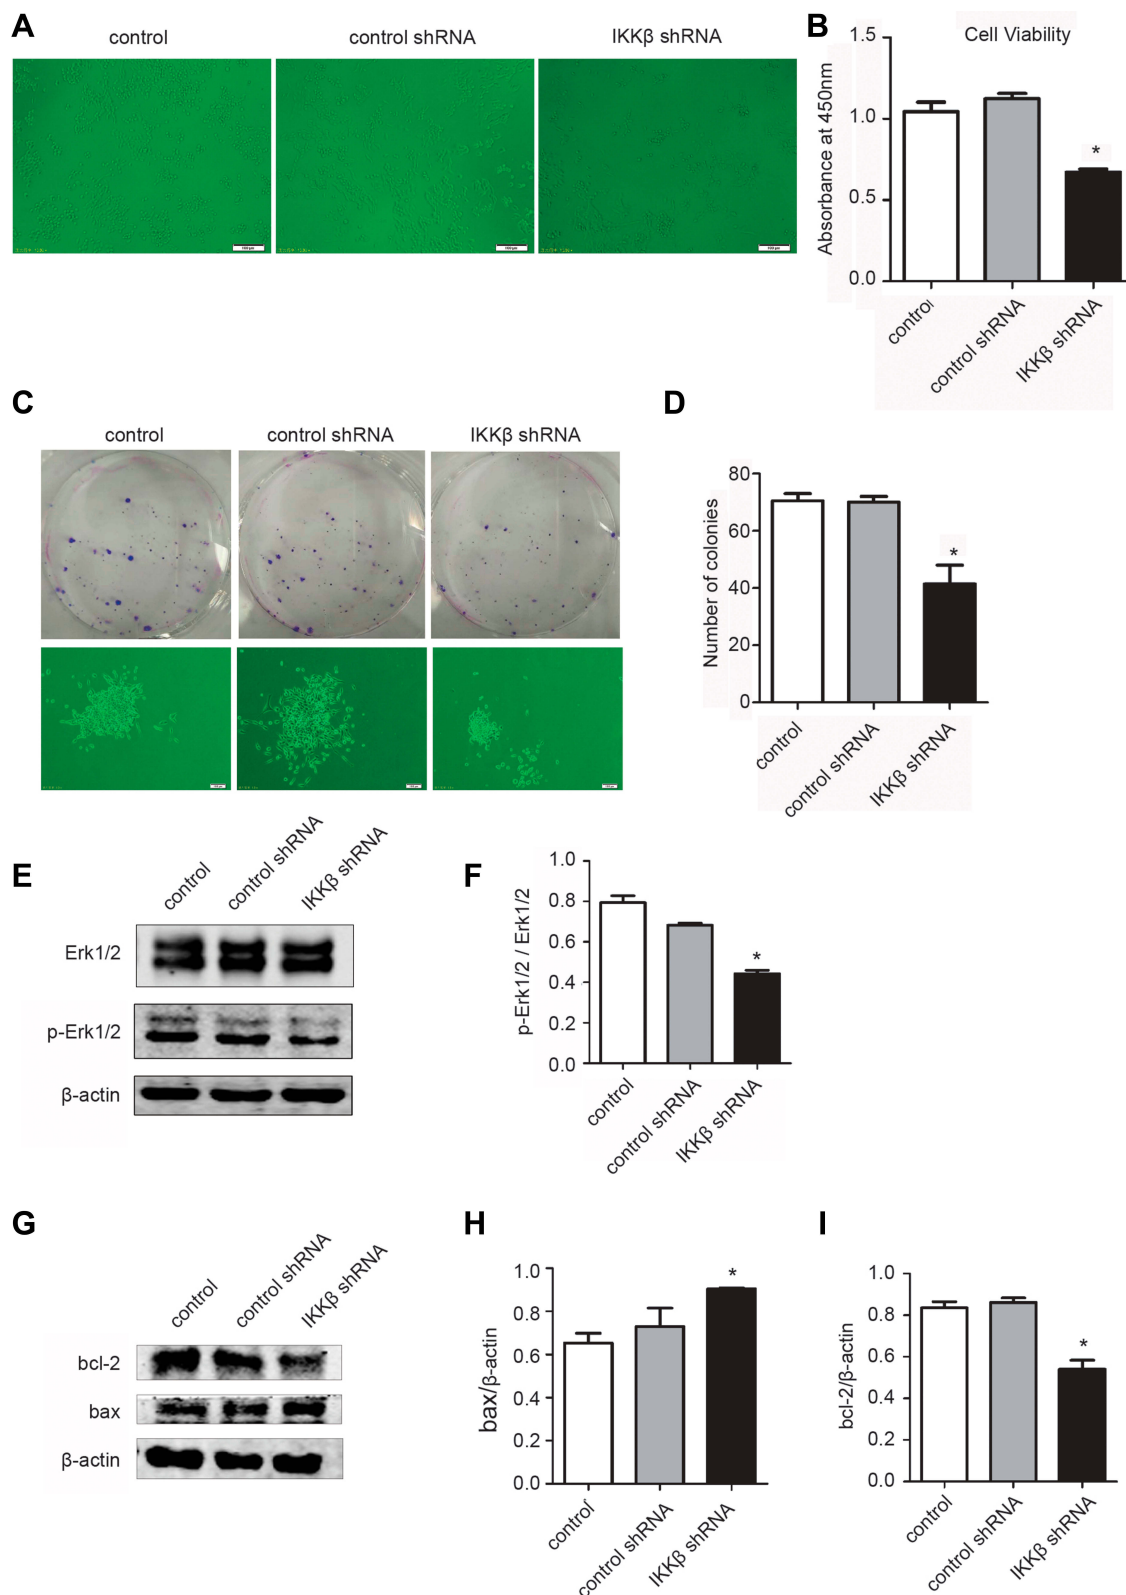 A
control
control shRNA
IKKβ shRNA
100 µm
100 µm
100 µm
B
Cell Viability
Absorbance at 450nm
1.5
1.0
0.5
0.0
control
control shRNA
IKKβ shRNA
*
C
control
control shRNA
IKKβ shRNA
D
Number of colonies
80
60
40
20
0
control
control shRNA
IKKβ shRNA
*
E
control
control shRNA
IKKβ shRNA
Erk1/2
p-Erk1/2
β-actin
F
p-Erk1/2 / Erk1/2
1.0
0.8
0.6
0.4
0.2
0.0
control
control shRNA
IKKβ shRNA
*
G
control
control shRNA
IKKβ shRNA
bcl-2
bax
β-actin
H
bax/β-actin
1.0
0.8
0.6
0.4
0.2
0.0
control
control shRNA
IKKβ shRNA
*
I
bcl-2/β-actin
1.0
0.8
0.6
0.4
0.2
0.0
control
control shRNA
IKKβ shRNA
*